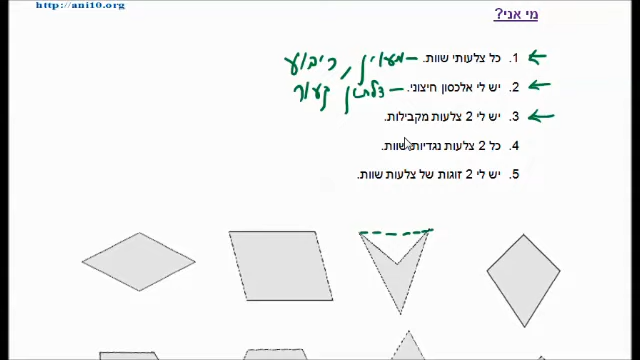 http://ani10.org
מי אני?
1. כל צלעותי שוות. – מעוין, ריבוע
2. יש לי אלכסון חיצוני. – דלתון קעור
3. יש לי 2 צלעות מקבילות.
4. כל 2 צלעות נגדיות שוות.
5. יש לי 2 זוגות של צלעות שוות.